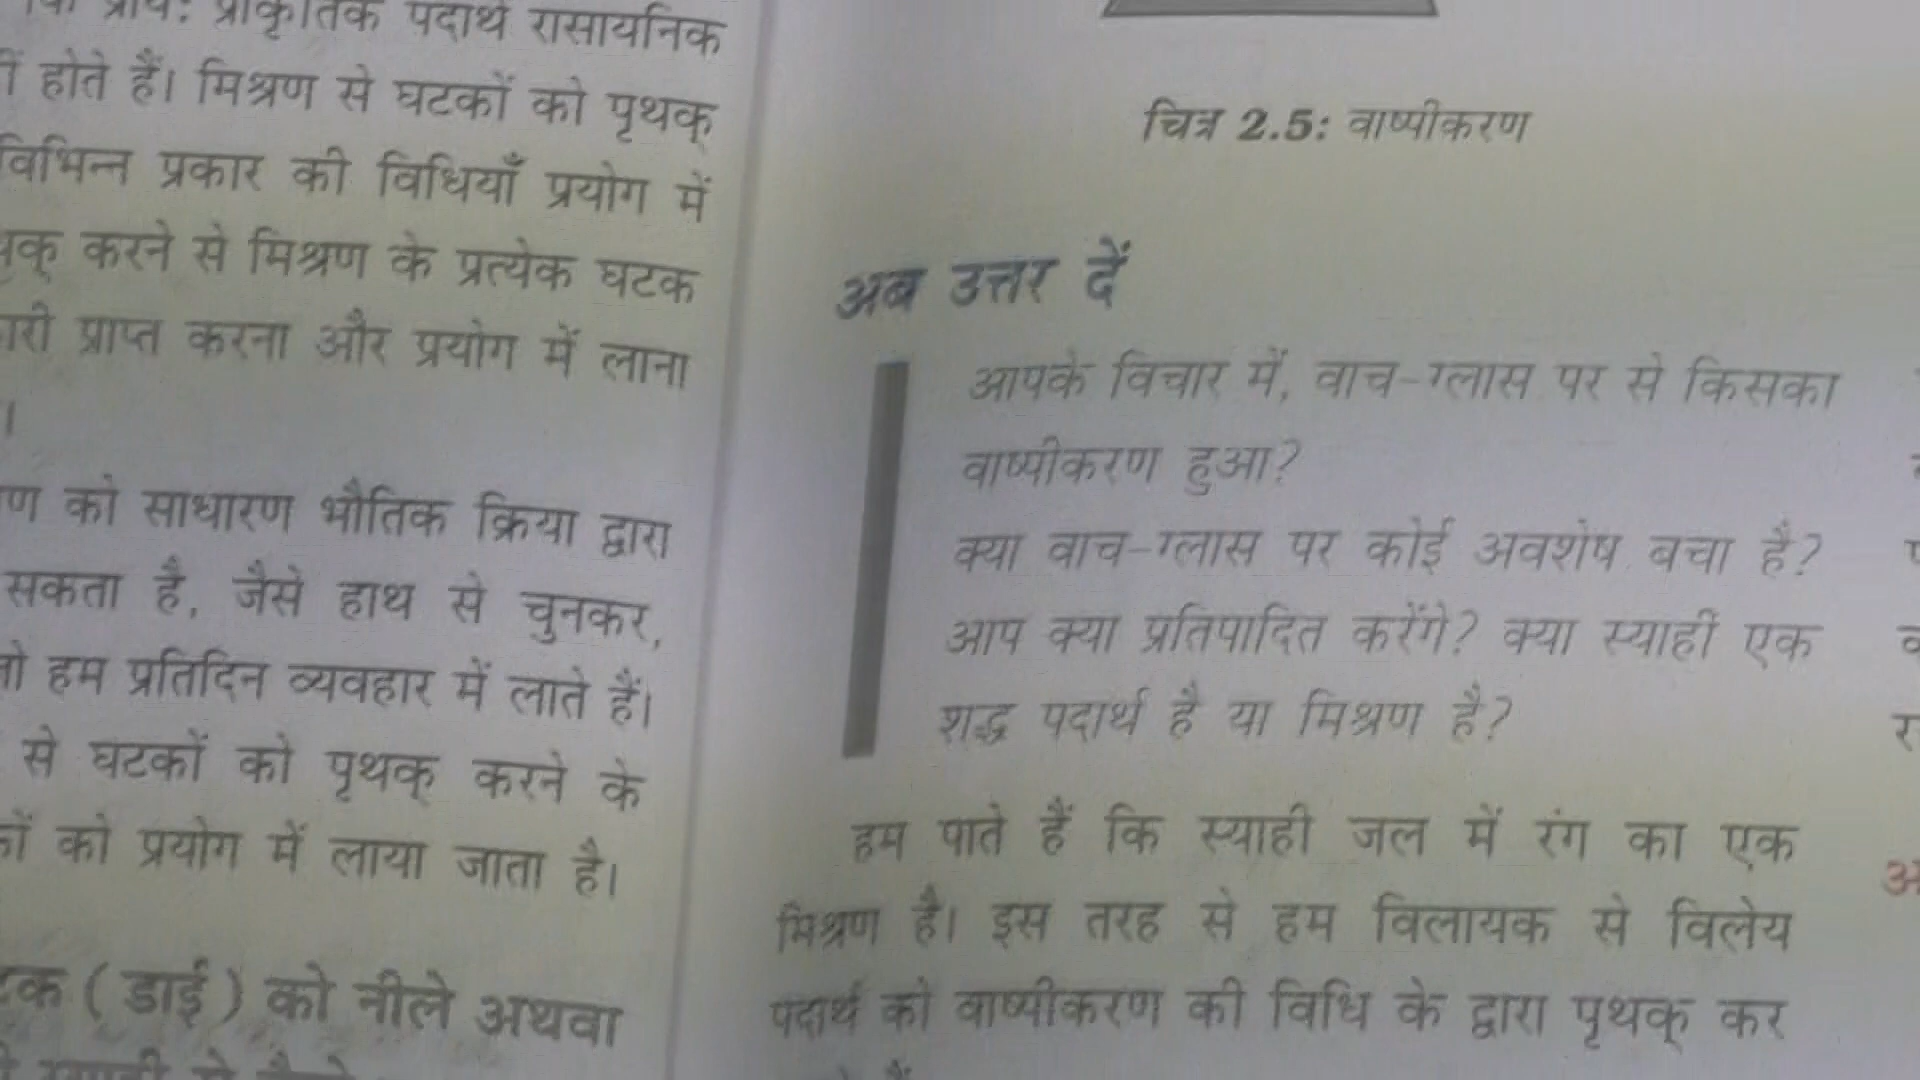 प्रायः प्राकृतिक पदार्थ रासायनिक
होते हैं। मिश्रण से घटकों को पृथक्
विभिन्न प्रकार की विधियाँ प्रयोग में
करने से मिश्रण के प्रत्येक घटक
प्राप्त करना और प्रयोग में लाना
।
को साधारण भौतिक क्रिया द्वारा
सकता है, जैसे हाथ से चुनकर,
हम प्रतिदिन व्यवहार में लाते हैं।
से घटकों को पृथक् करने के
को प्रयोग में लाया जाता है।
(डाई) को नीले अथवा
चित्र 2.5: वाष्पीकरण
अब उत्तर दें
आपके विचार में, वाच-ग्लास पर से किसका
वाष्पीकरण हुआ?
क्या वाच-ग्लास पर कोई अवशेष बचा है?
आप क्या प्रतिपादित करेंगे? क्या स्याही एक
शद्ध पदार्थ है या मिश्रण है?
हम पाते हैं कि स्याही जल में रंग का एक
मिश्रण है। इस तरह से हम विलायक से विलेय
पदार्थ को वाष्पीकरण की विधि के द्वारा पृथक् कर